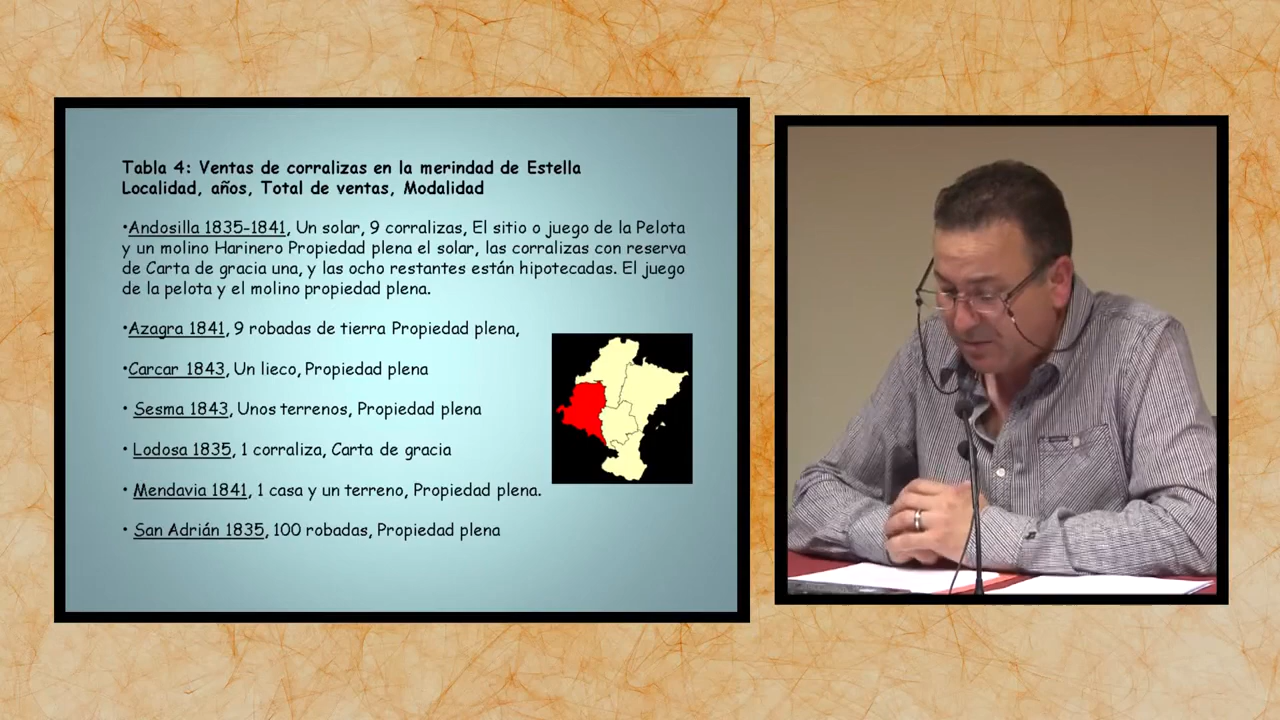 Tabla 4: Ventas de corralizas en la merindad de Estella
Localidad, años, Total de ventas, Modalidad
•Andosilla 1835-1841, Un solar, 9 corralizas, El sitio o juego de la Pelota
y un molino Harinero Propiedad plena el solar, las corralizas con reserva
de Carta de gracia una, y las ocho restantes están hipotecadas. El juego
de la pelota y el molino propiedad plena.
•Azagra 1841, 9 robadas de tierra Propiedad plena,
•Carcar 1843, Un lieco, Propiedad plena
• Sesma 1843, Unos terrenos, Propiedad plena
• Lodosa 1835, 1 corraliza, Carta de gracia
• Mendavia 1841, 1 casa y un terreno, Propiedad plena.
• San Adrián 1835, 100 robadas, Propiedad plena